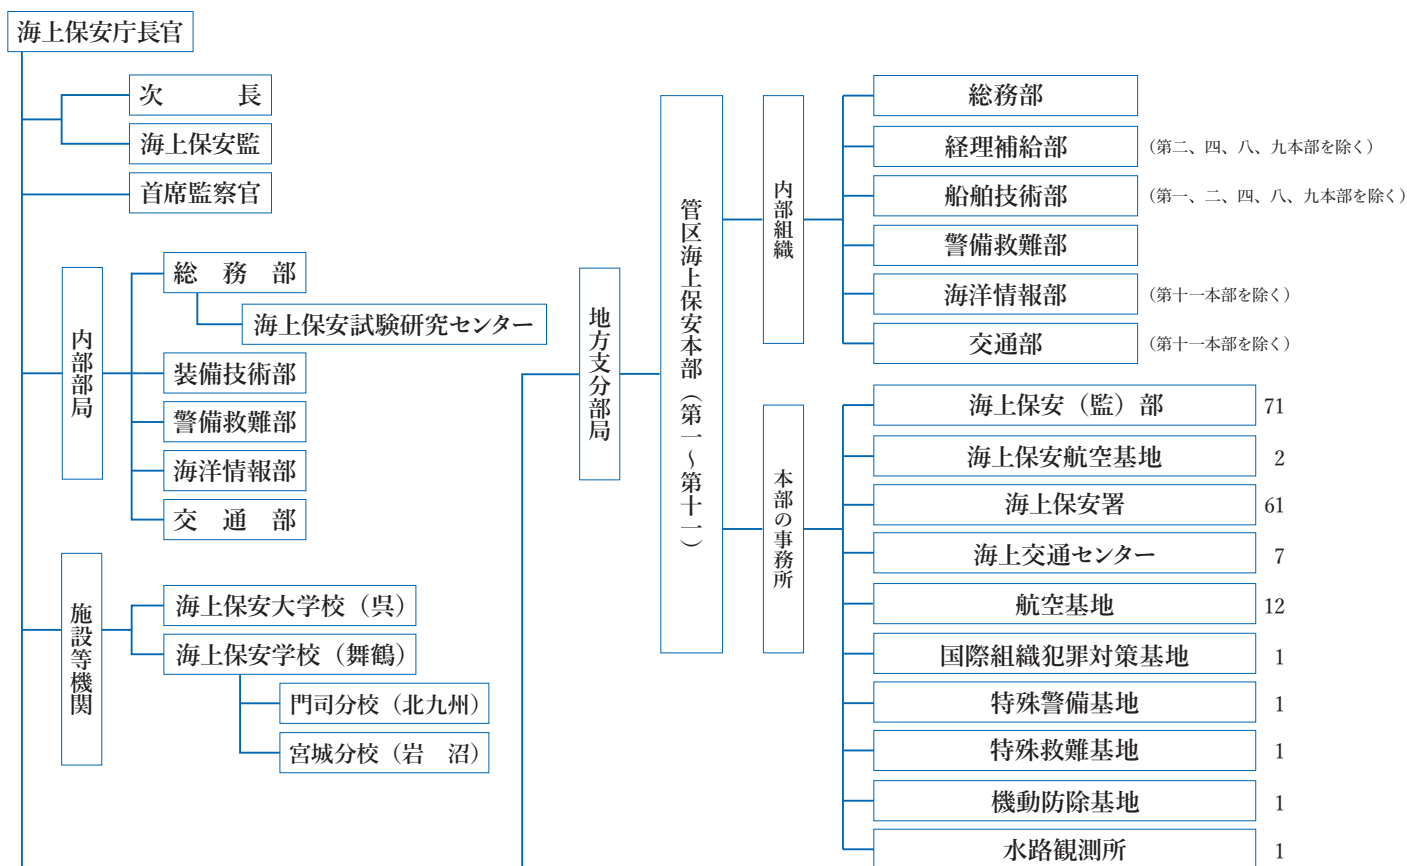 海上保安庁長官
次　長
海上保安監
首席監察官
内部部局
総　務　部
海上保安試験研究センター
装備技術部
警備救難部
海洋情報部
交　通　部
施設等機関
海上保安大学校（呉）
海上保安学校（舞鶴）
門司分校（北九州）
宮城分校（岩　沼）
地方支分部局
管区海上保安本部（第一～第十一）
内部組織
総務部
経理補給部 （第二、四、八、九本部を除く）
船舶技術部 （第一、二、四、八、九本部を除く）
警備救難部
海洋情報部 （第十一本部を除く）
交通部 （第十一本部を除く）
本部の事務所
海上保安（監）部 71
海上保安航空基地 2
海上保安署 61
海上交通センター 7
航空基地 12
国際組織犯罪対策基地 1
特殊警備基地 1
特殊救難基地 1
機動防除基地 1
水路観測所 1